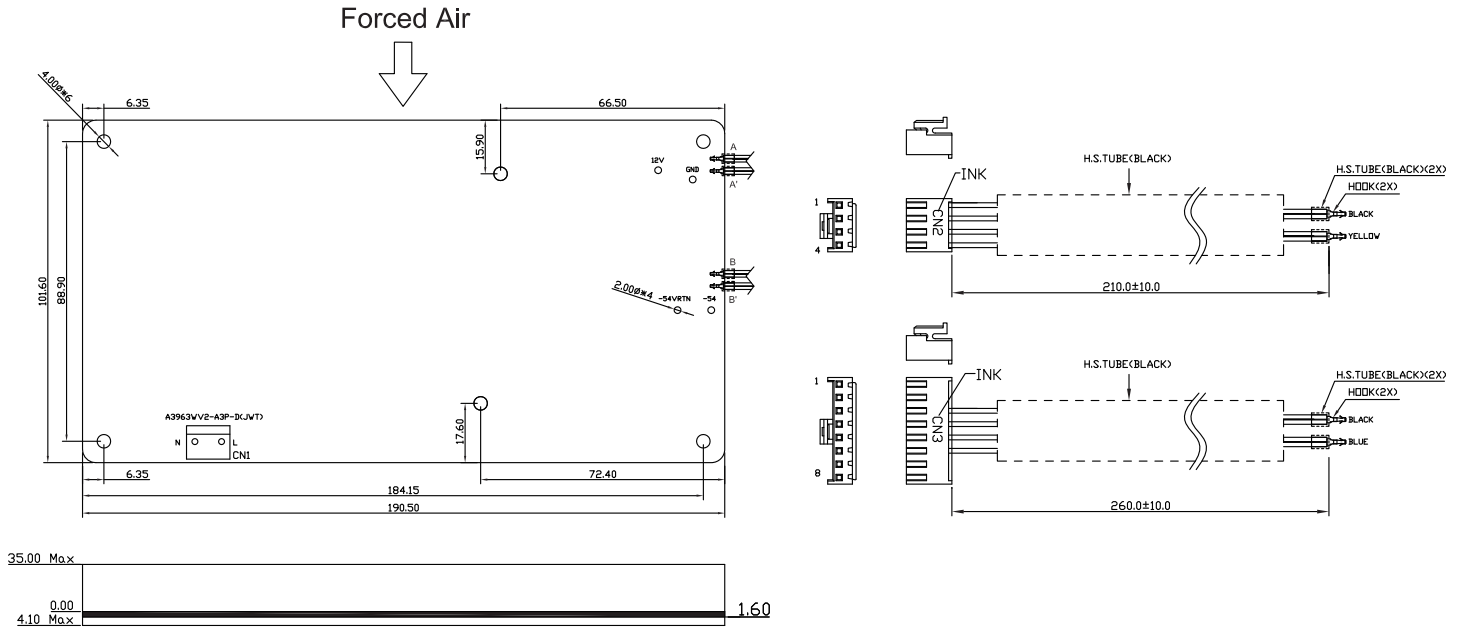 Forced Air
4.00ø*6
6.35
66.50
15.90
A
12V
GND
A'
101.60
88.90
B
2.00ø*4
-54VRTN
-54
B'
A3963WV2-A3P-D(JWT)
N
L
CN1
17.60
6.35
72.40
184.15
190.50
35.00 Max
0.00
4.10 Max
1.60
H.S.TUBE(BLACK)
INK
H.S.TUBE(BLACK)(2X)
HOOK(2X)
1
CN2
BLACK
4
YELLOW
210.0±10.0
H.S.TUBE(BLACK)
INK
H.S.TUBE(BLACK)(2X)
HOOK(2X)
1
CN3
BLACK
BLUE
8
260.0±10.0